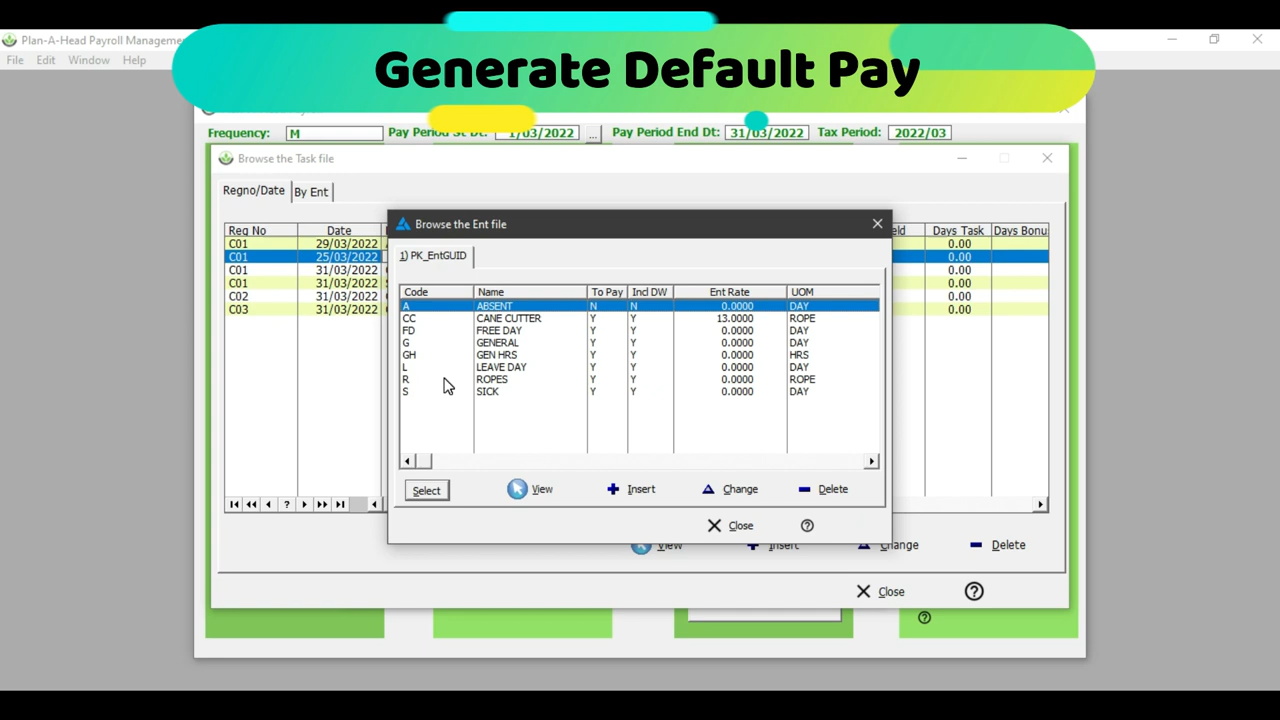 Generate Default Pay
Plan-A-Head Payroll
File Edit Window Help
Frequency: M Pay Period St Dt: 1/03/2022 ... Pay Period End Dt: 31/03/2022 Tax Period: 2022/03
Browse the Task file
Regno/Date By Ent
Reg No Date Days Task Days Bonu
C01 29/03/2022 0.00
C01 25/03/2022 0.00
C01 31/03/2022 0.00
C01 31/03/2022 0.00
C02 31/03/2022 0.00
C03 31/03/2022 0.00
Browse the Ent file
1) PK_EntGUID
Code Name To Pay Incl DW Ent Rate UOM
A ABSENT N N 0.0000 DAY
CC CANE CUTTER Y Y 13.0000 ROPE
FD FREE DAY Y Y 0.0000 DAY
G GENERAL Y Y 0.0000 DAY
GH GEN HRS Y Y 0.0000 HRS
L LEAVE DAY Y Y 0.0000 DAY
R ROPES Y Y 0.0000 ROPE
S SICK Y Y 0.0000 DAY
Select View Insert Change Delete
Close
View Insert Change Delete
Close